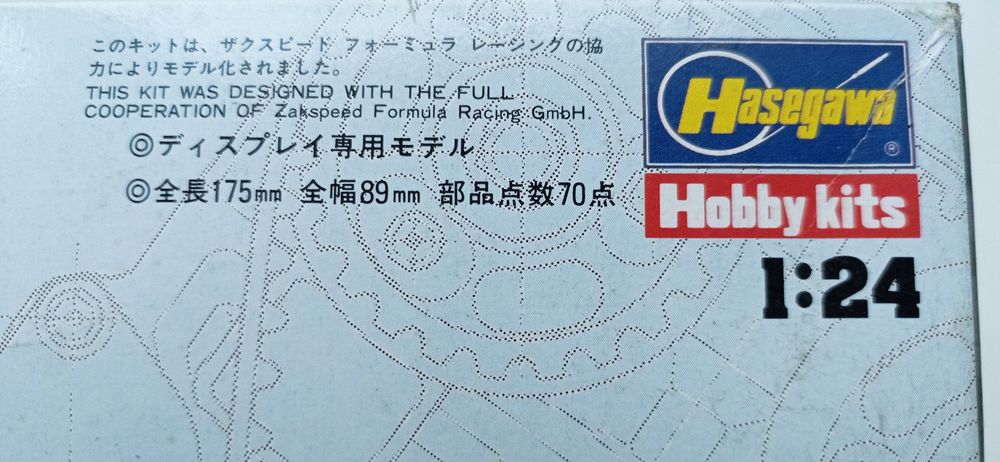 このキットは、ザクスピード フォーミュラ レーシングの協
力によりモデル化されました。
THIS KIT WAS DESIGNED WITH THE FULL
COOPERATION OF Zakspeed Formula Racing GmbH.
◎ディスプレイ専用モデル
◎全長175mm 全幅89mm 部品点数70点
Hasegawa
®
Hobby kits
1:24